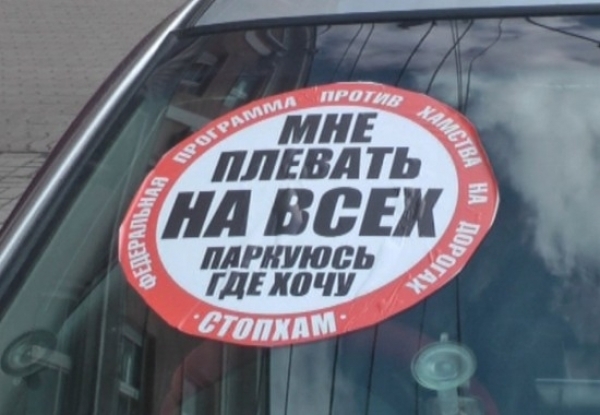 ФЕДЕРАЛЬНАЯ ПРОГРАММА ПРОТИВ ХАМСТВА НА ДОРОГАХ
МНЕ
ПЛЕВАТЬ
НА ВСЕХ
ПАРКУЮСЬ
ГДЕ ХОЧУ
· СТОПХАМ ·